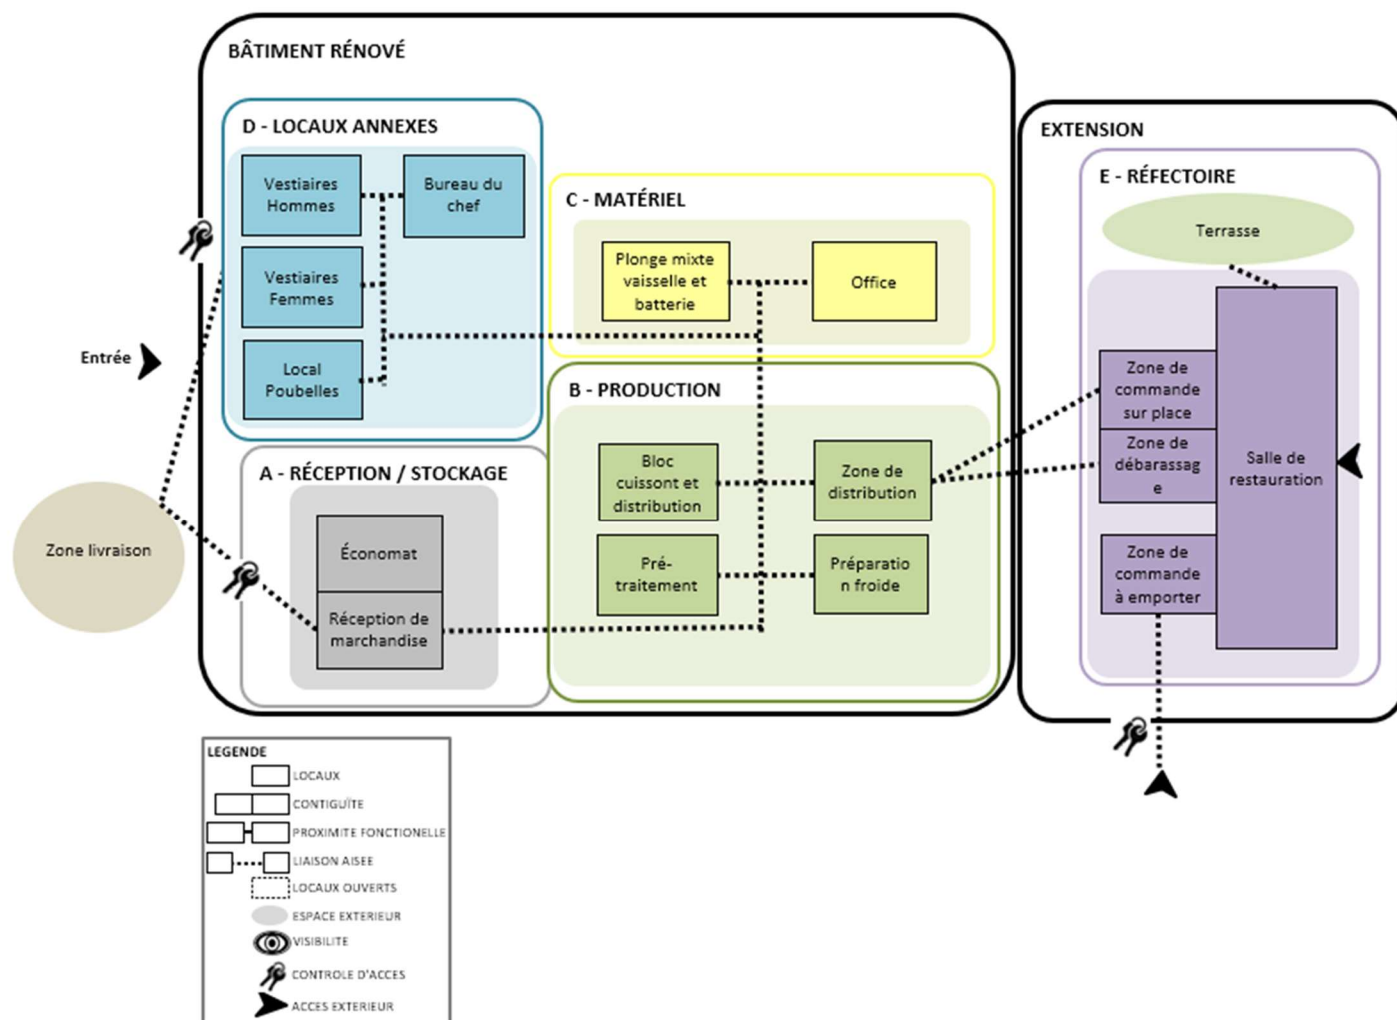 BÂTIMENT RÉNOVÉ
D - LOCAUX ANNEXES
Vestiaires
Hommes
Bureau du
chef
Vestiaires
Femmes
Local
Poubelles
Entrée
C - MATÉRIEL
Plonge mixte
vaisselle et
batterie
Office
A - RÉCEPTION / STOCKAGE
Économat
Réception de
marchandise
Zone livraison
B - PRODUCTION
Bloc
cuissont et
distribution
Zone de
distribution
Pré-
traitement
Préparatio
n froide
EXTENSION
E - RÉFECTOIRE
Terrasse
Zone de
commande
sur place
Zone de
débarassag
e
Salle de
restauration
Zone de
commande
à emporter
LEGENDE
LOCAUX
CONTIGUÏTE
PROXIMITE FONCTIONELLE
LIAISON AISEE
LOCAUX OUVERTS
ESPACE EXTERIEUR
VISIBILITE
CONTROLE D'ACCES
ACCES EXTERIEUR